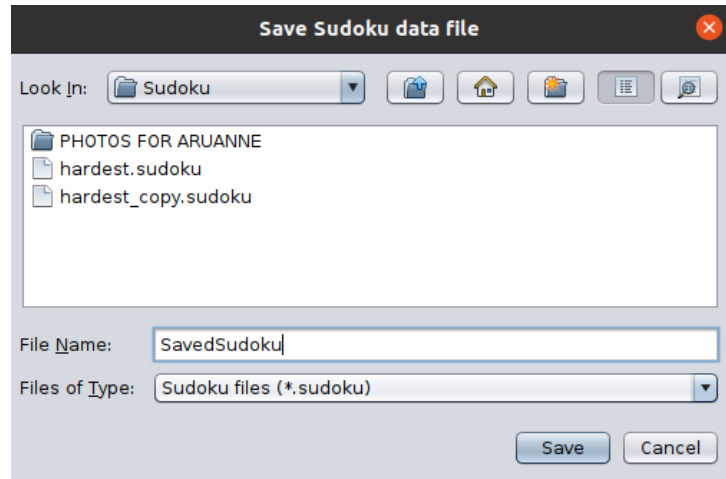 Save Sudoku data file
Look In: Sudoku
PHOTOS FOR ARUANNE
hardest.sudoku
hardest_copy.sudoku
File Name: SavedSudoku
Files of Type: Sudoku files (*.sudoku)
Save Cancel